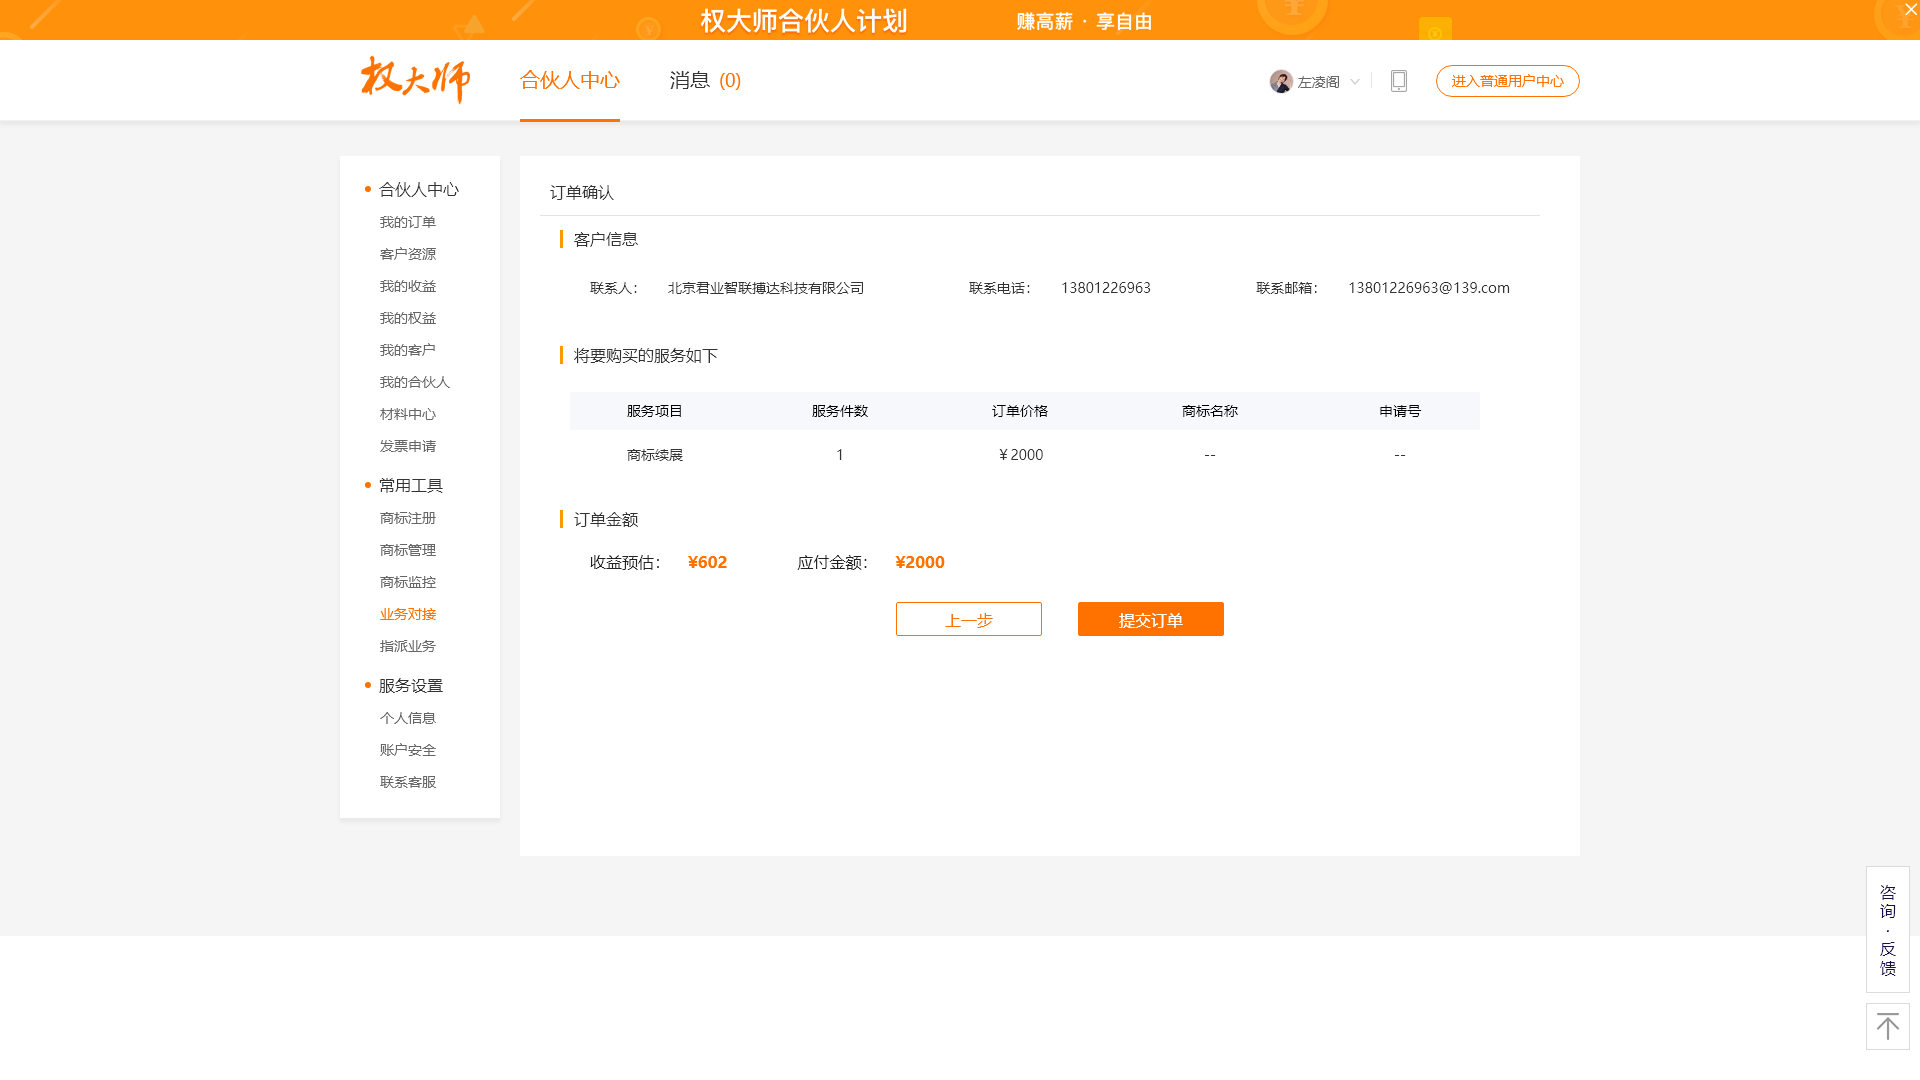 权大师合伙人计划 赚高薪 · 享自由
权大师 合伙人中心 消息 (0) 左凌阁 进入普通用户中心
合伙人中心
我的订单
客户资源
我的收益
我的权益
我的客户
我的合伙人
材料中心
发票申请
常用工具
商标注册
商标管理
商标监控
业务对接
指派业务
服务设置
个人信息
账户安全
联系客服
订单确认
客户信息
联系人： 北京君业智联搏达科技有限公司 联系电话： 13801226963 联系邮箱： 13801226963@139.com
将要购买的服务如下
服务项目 服务件数 订单价格 商标名称 申请号
商标续展 1 ¥2000 -- --
订单金额
收益预估： ¥602 应付金额： ¥2000
上一步 提交订单
咨
询
·
反
馈